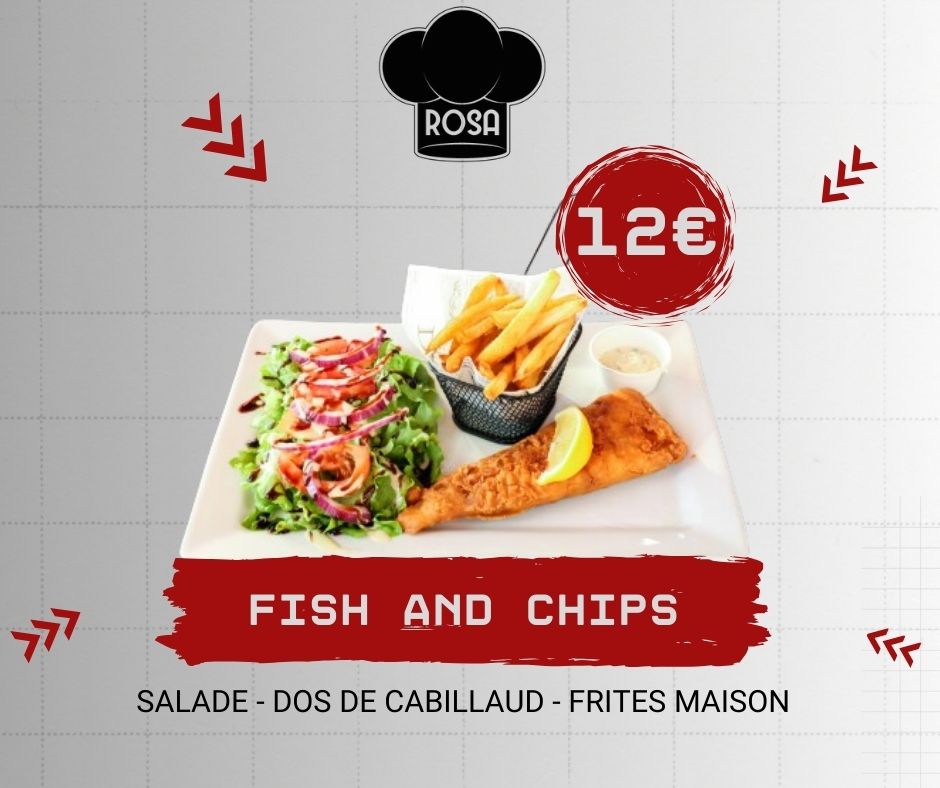 ROSA
12€
FISH AND CHIPS
SALADE - DOS DE CABILLAUD - FRITES MAISON